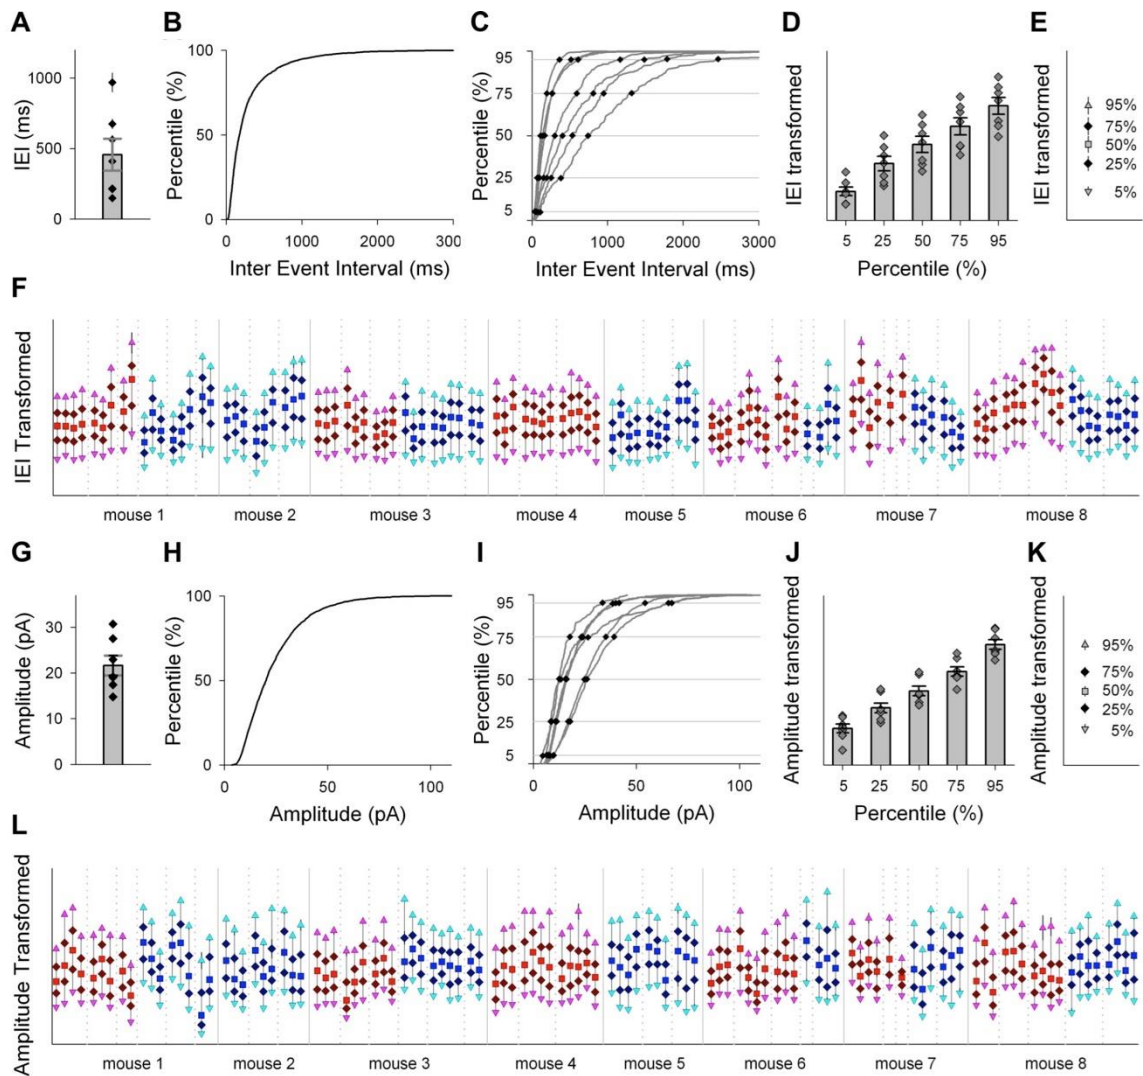 A
B
C
D
E
IEI (ms)
1000
500
0
Percentile (%)
100
50
0
0 1000 2000 300
Inter Event Interval (ms)
Percentile (%)
95
75
50
25
5
0 1000 2000 3000
Inter Event Interval (ms)
IEI transformed
5 25 50 75 95
Percentile (%)
IEI transformed
95%
75%
50%
25%
5%
F
IEI Transformed
mouse 1 mouse 2 mouse 3 mouse 4 mouse 5 mouse 6 mouse 7 mouse 8
G
H
I
J
K
Amplitude (pA)
30
20
10
0
Percentile (%)
100
50
0
0 50 100
Amplitude (pA)
Percentile (%)
95
75
50
25
5
0 50 100
Amplitude (pA)
Amplitude transformed
5 25 50 75 95
Percentile (%)
Amplitude transformed
95%
75%
50%
25%
5%
L
Amplitude Transformed
mouse 1 mouse 2 mouse 3 mouse 4 mouse 5 mouse 6 mouse 7 mouse 8